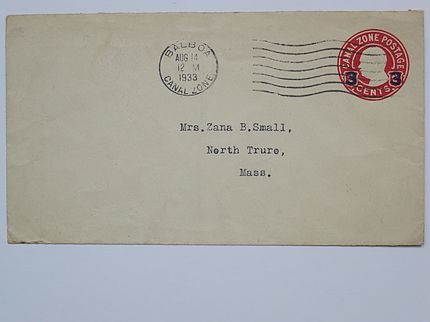 BALBOA
AUG 14
12 M
1933
CANAL ZONE
CANAL ZONE POSTAGE
3 3
CENTS
Mrs.Zana B.Small,
North Truro,
Mass.